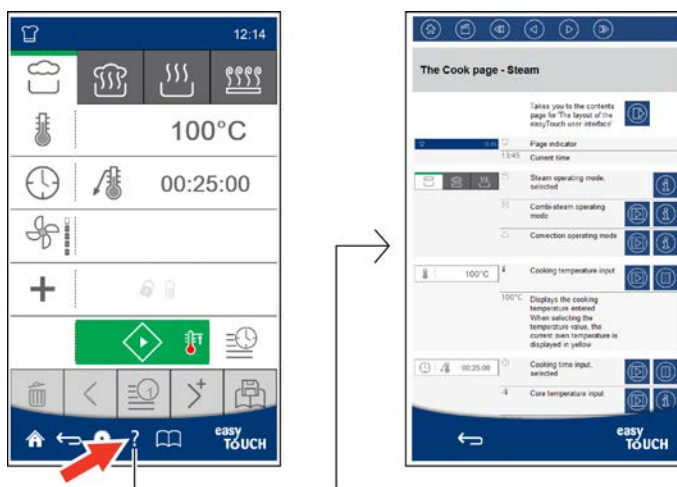 12:14
100°C
00:25:00
1
?
easy
TOUCH
The Cook page - Steam
Takes you to the contents
page for 'The layout of the
easyTouch user interface'
Page indicator
13:45 Current time
Steam operating mode,
selected
Combi-steam operating
mode
Convection operating mode
100°C Cooking temperature input
100°C Displays the cooking
temperature entered
When selecting the
temperature value, the
current oven temperature is
displayed in yellow
00:25:00 Cooking time input,
selected
Core temperature input
easy
TOUCH